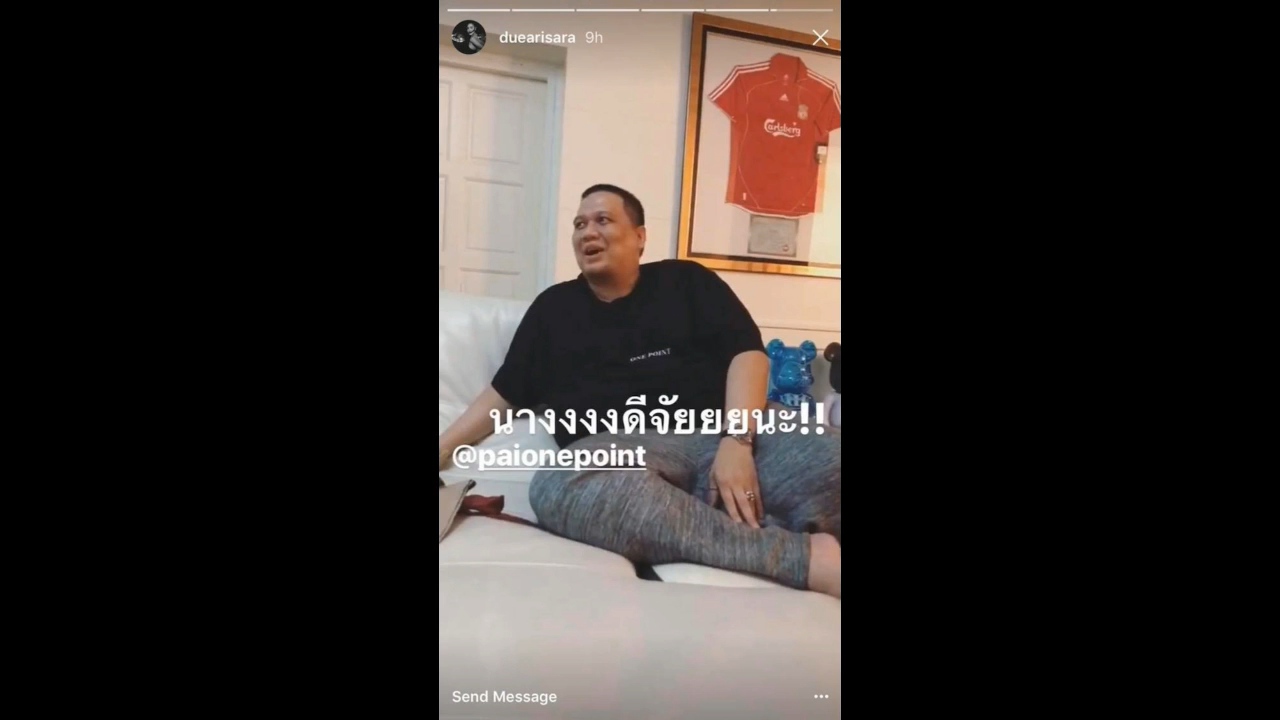 duearisara 9h
Carlsberg
ONE POINT
นางงงงดีจัยยยนะ!!
@paionepoint
Send Message